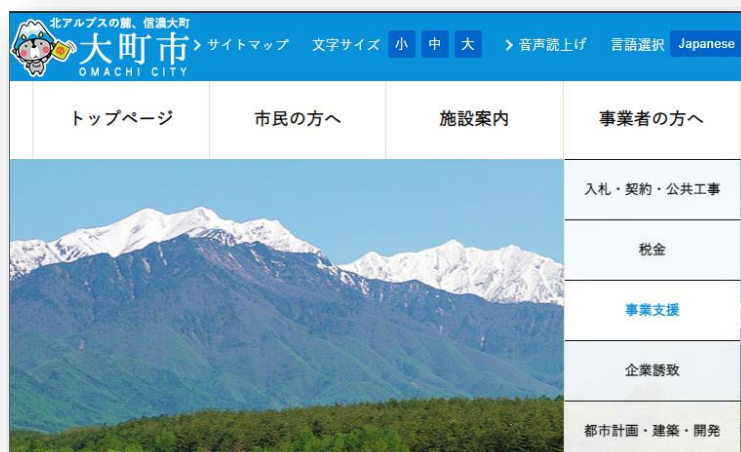 北アルプスの麓、信濃大町
大町市
OMACHI CITY
サイトマップ 文字サイズ 小 中 大 音声読上げ 言語選択 Japanese
トップページ 市民の方へ 施設案内 事業者の方へ
入札・契約・公共工事
税金
事業支援
企業誘致
都市計画・建築・開発